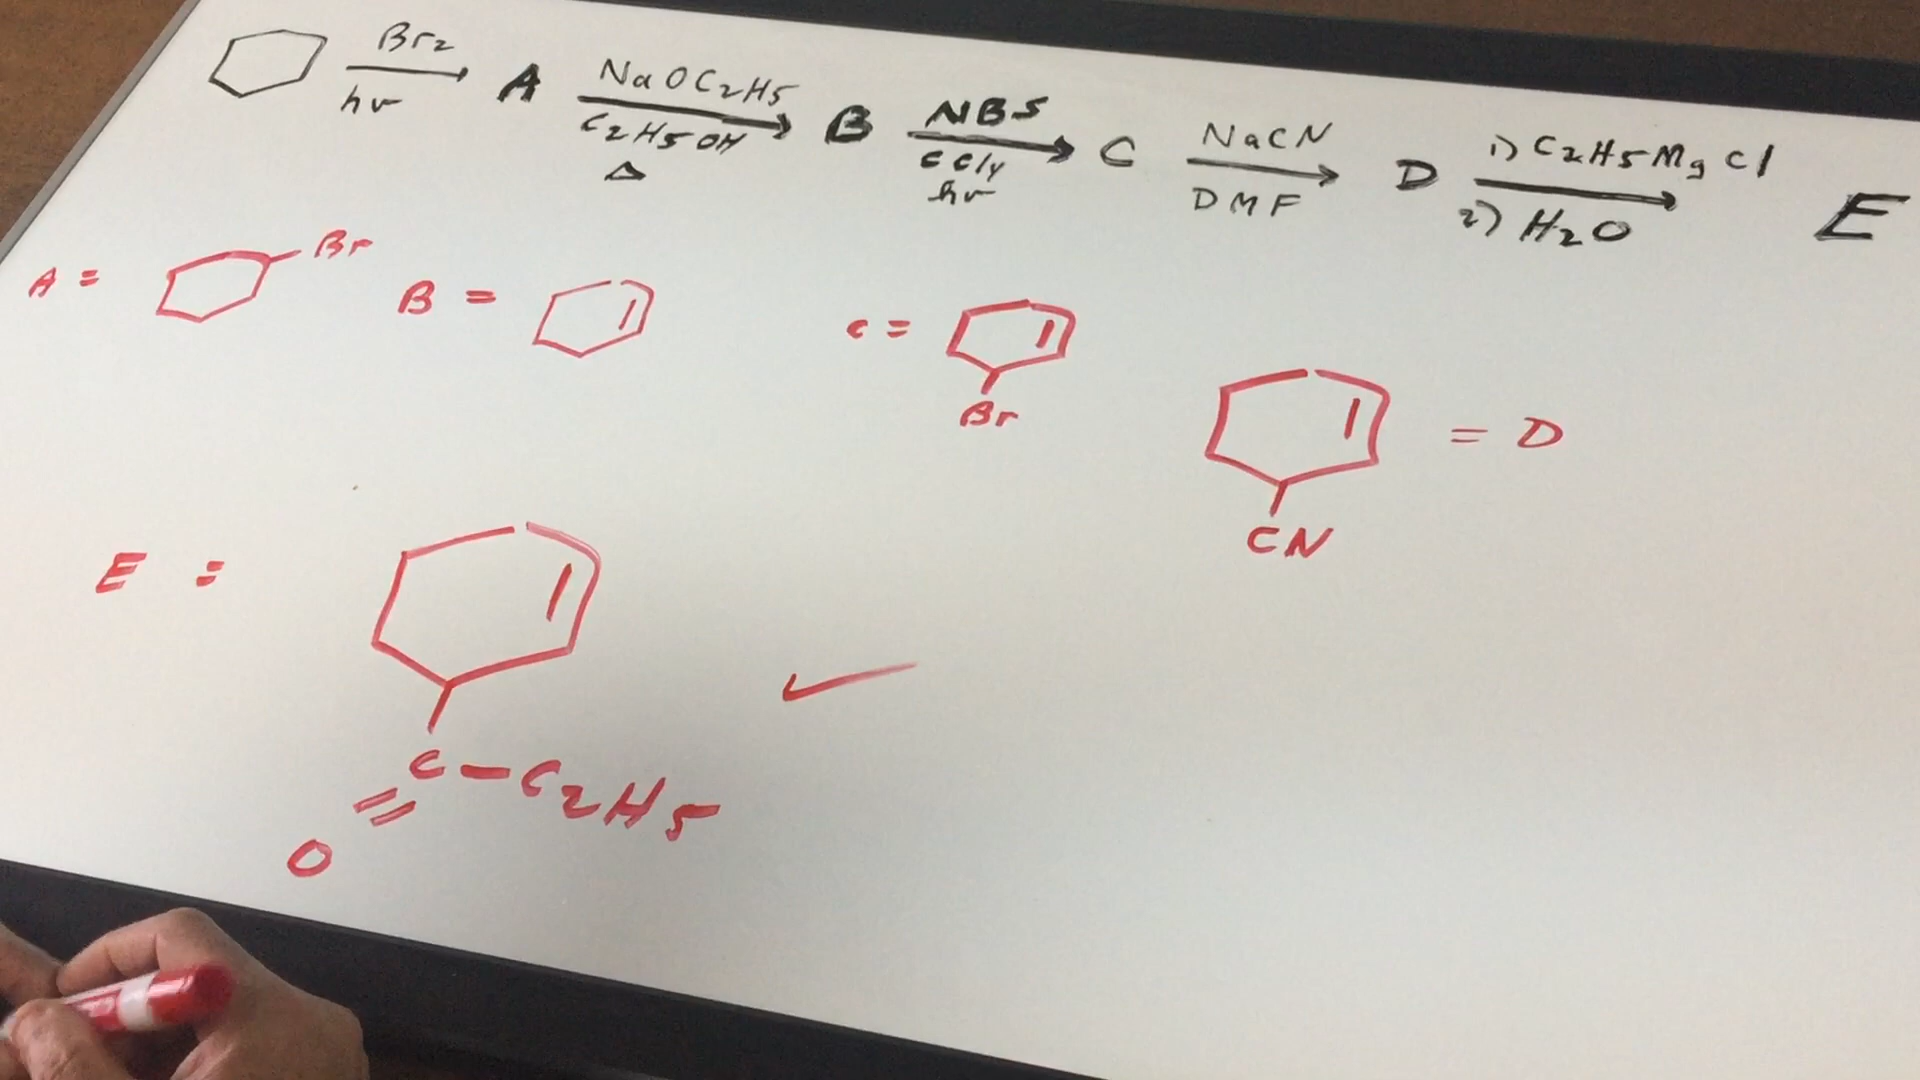 Br2 hν A NaOC2H5 C2H5OH Δ B NBS CCl4 hν C NaCN DMF D 1) C2H5MgCl 2) H2O E
A = Br B = C = Br CN = D
E = C - C2H5 O